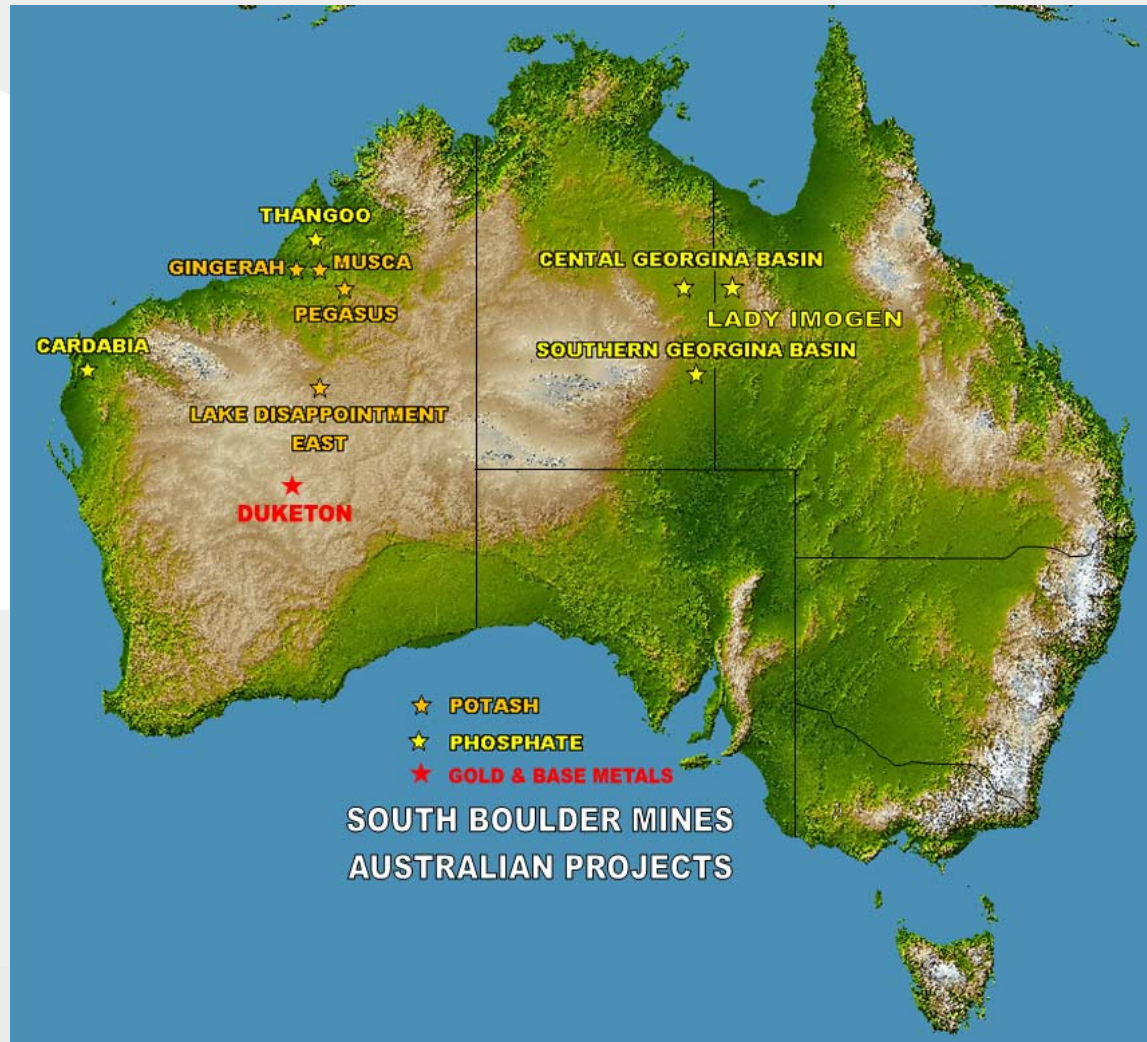 THANGOO
GINGERAH
MUSCA
PEGASUS
CARDABIA
LAKE DISAPPOINTMENT
EAST
DUKETON
CENTAL GEORGINA BASIN
LADY IMOGEN
SOUTHERN GEORGINA BASIN
POTASH
PHOSPHATE
GOLD & BASE METALS
SOUTH BOULDER MINES
AUSTRALIAN PROJECTS